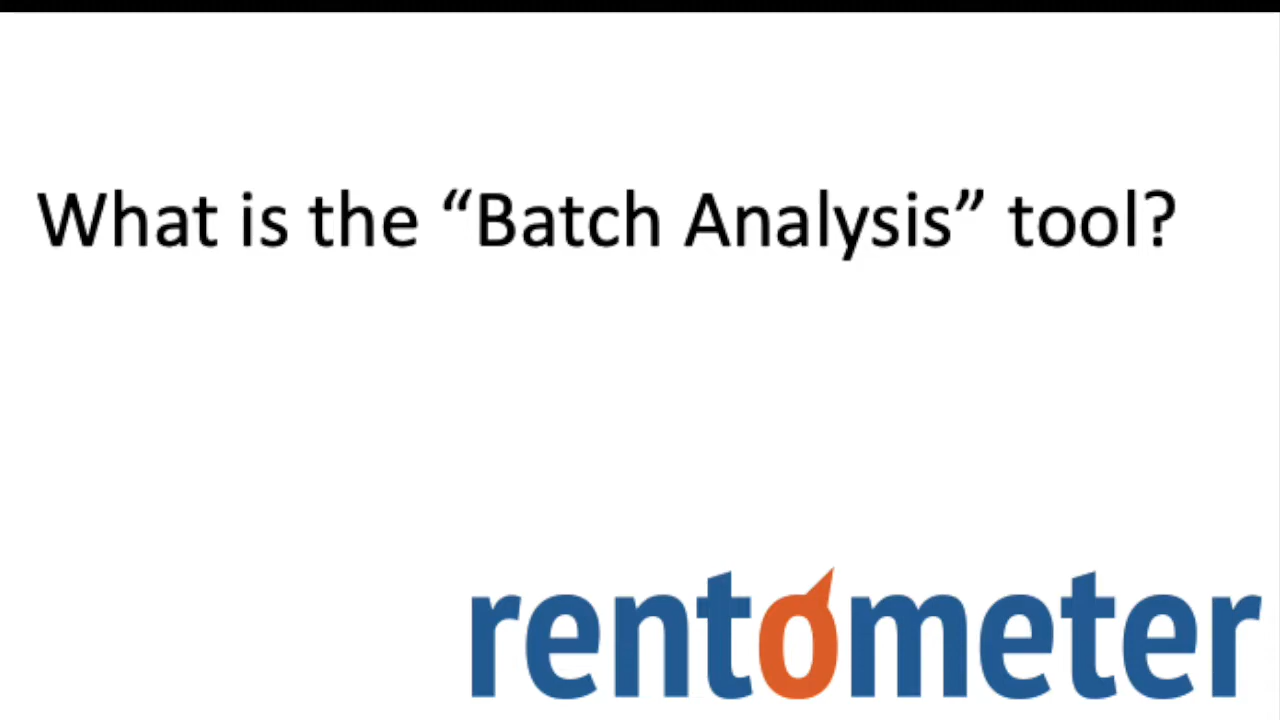 What is the “Batch Analysis” tool?
rentometer